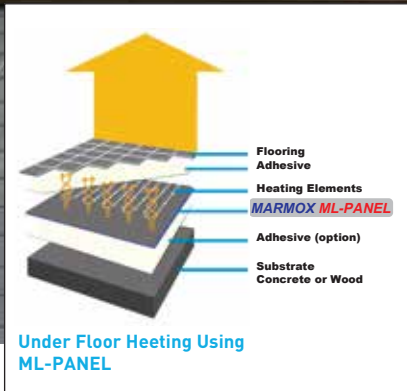 Flooring
Adhesive
Heating Elements
MARMOX ML-PANEL
Adhesive (option)
Substrate
Concrete or Wood
Under Floor Heeting Using
ML-PANEL